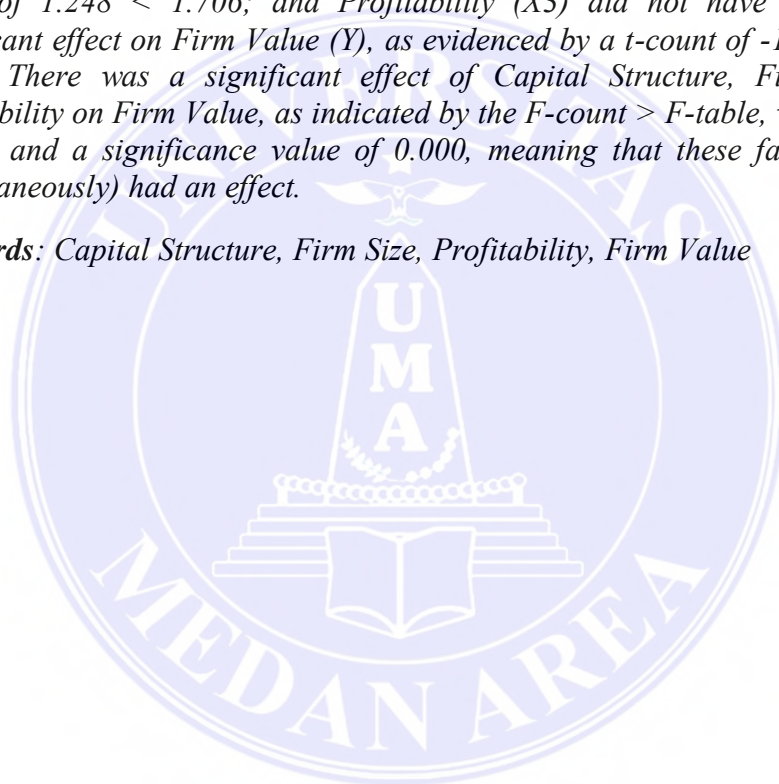 of 1.248 < 1.706; and Profitability (X3) did not have
cant effect on Firm Value (Y), as evidenced by a t-count of -1
There was a significant effect of Capital Structure, Fi
bility on Firm Value, as indicated by the F-count > F-table,
and a significance value of 0.000, meaning that these fa
taneously) had an effect.
rds: Capital Structure, Firm Size, Profitability, Firm Value
UNIVERSITAS
UMA
MEDAN AREA